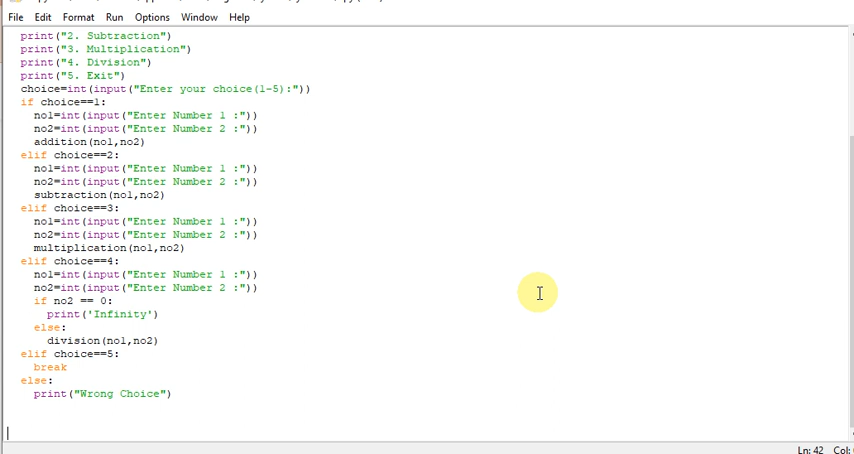 File Edit Format Run Options Window Help
print("2. Subtraction")
print("3. Multiplication")
print("4. Division")
print("5. Exit")
choice=int(input("Enter your choice(1-5):"))
if choice==1:
no1=int(input("Enter Number 1 :"))
no2=int(input("Enter Number 2 :"))
addition(no1,no2)
elif choice==2:
no1=int(input("Enter Number 1 :"))
no2=int(input("Enter Number 2 :"))
subtraction(no1,no2)
elif choice==3:
no1=int(input("Enter Number 1 :"))
no2=int(input("Enter Number 2 :"))
multiplication(no1,no2)
elif choice==4:
no1=int(input("Enter Number 1 :"))
no2=int(input("Enter Number 2 :"))
if no2 == 0:
print('Infinity')
else:
division(no1,no2)
elif choice==5:
break
else:
print("Wrong Choice")
Ln: 42 Col: